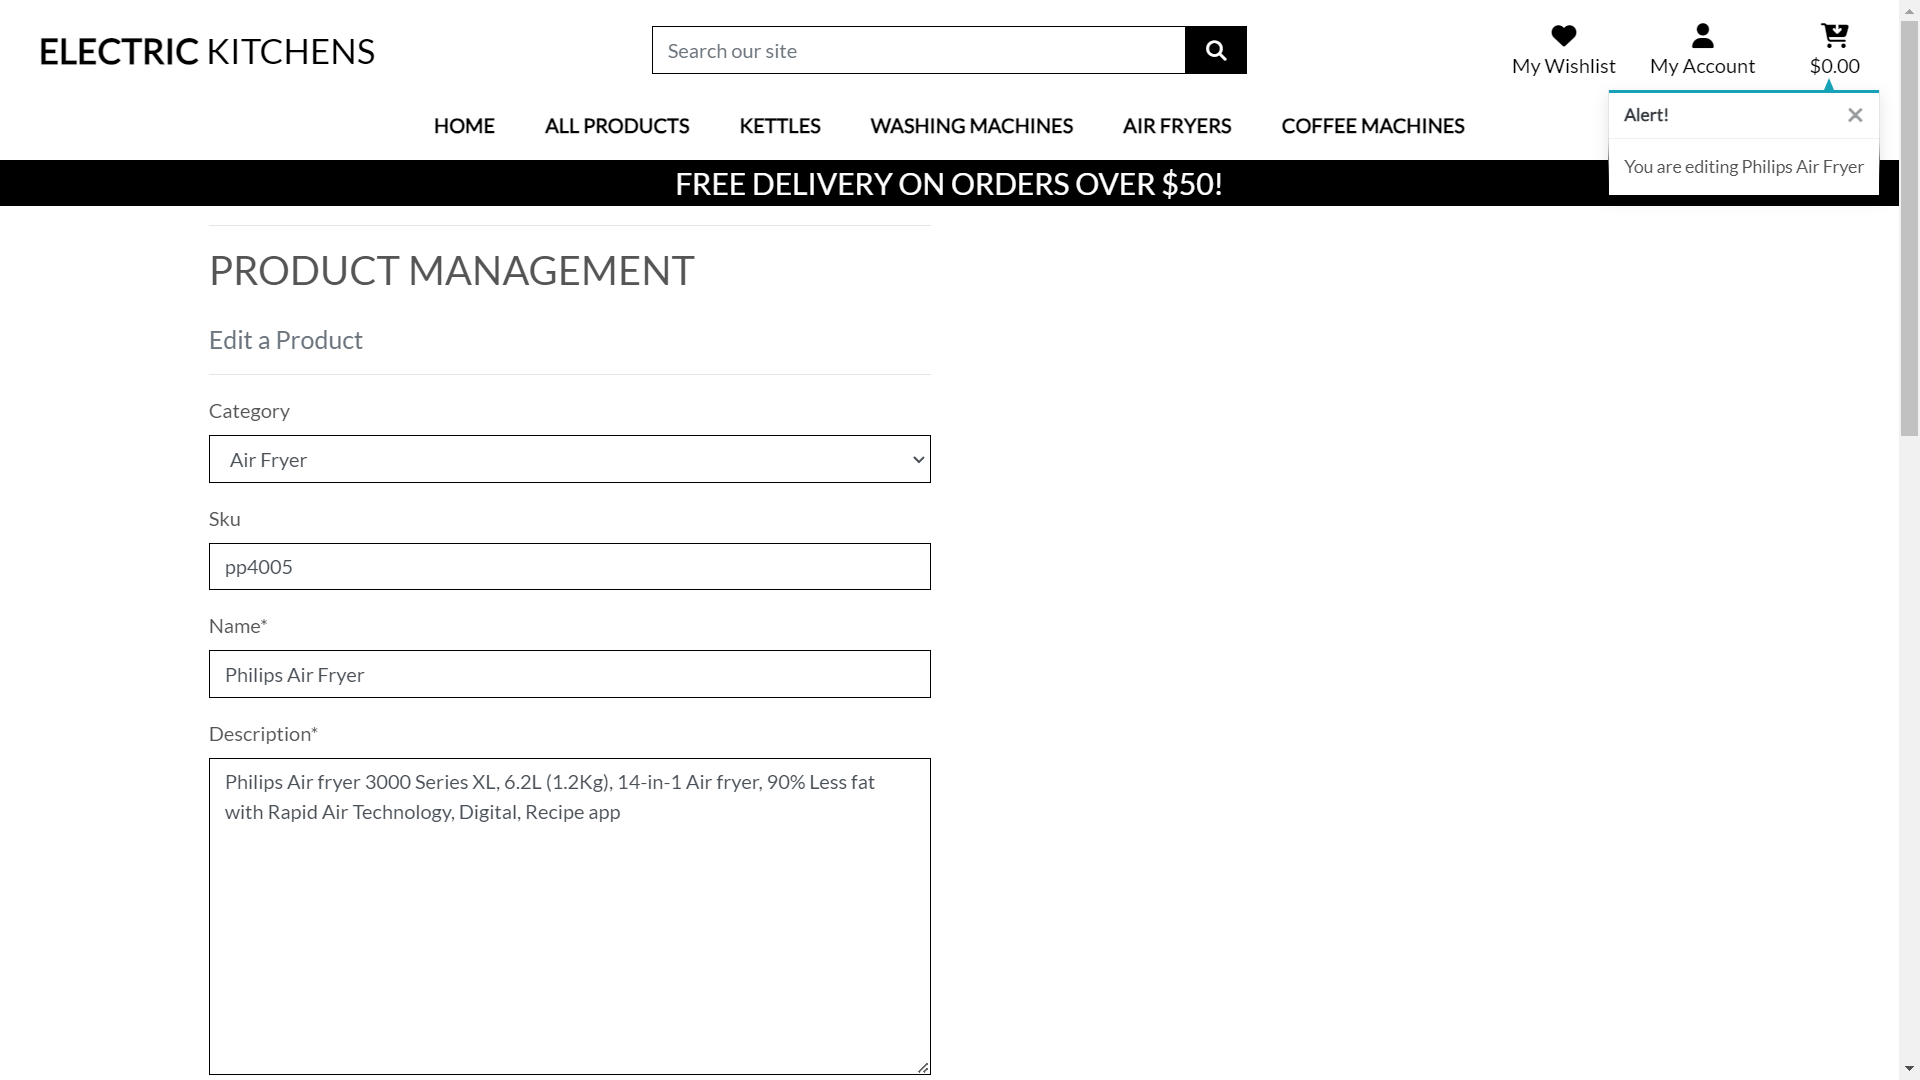 ELECTRIC KITCHENS
Search our site
My Wishlist
My Account
$0.00
HOME
ALL PRODUCTS
KETTLES
WASHING MACHINES
AIR FRYERS
COFFEE MACHINES
Alert!
×
You are editing Philips Air Fryer
FREE DELIVERY ON ORDERS OVER $50!
PRODUCT MANAGEMENT
Edit a Product
Category
Air Fryer
Sku
pp4005
Name*
Philips Air Fryer
Description*
Philips Air fryer 3000 Series XL, 6.2L (1.2Kg), 14-in-1 Air fryer, 90% Less fat
with Rapid Air Technology, Digital, Recipe app